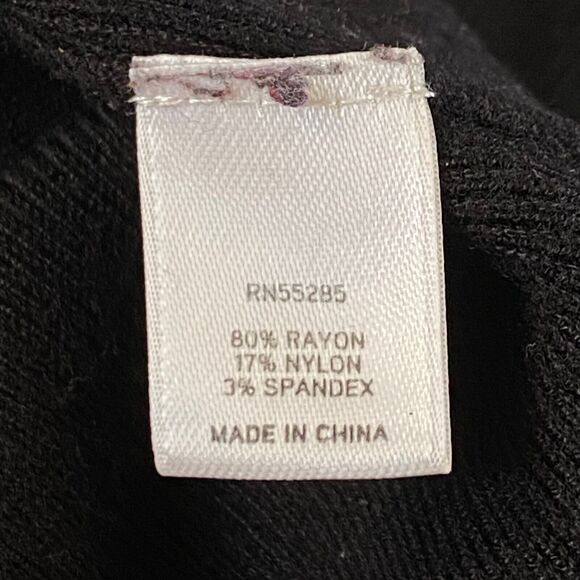 RN55285
80% RAYON
17% NYLON
3% SPANDEX
MADE IN CHINA